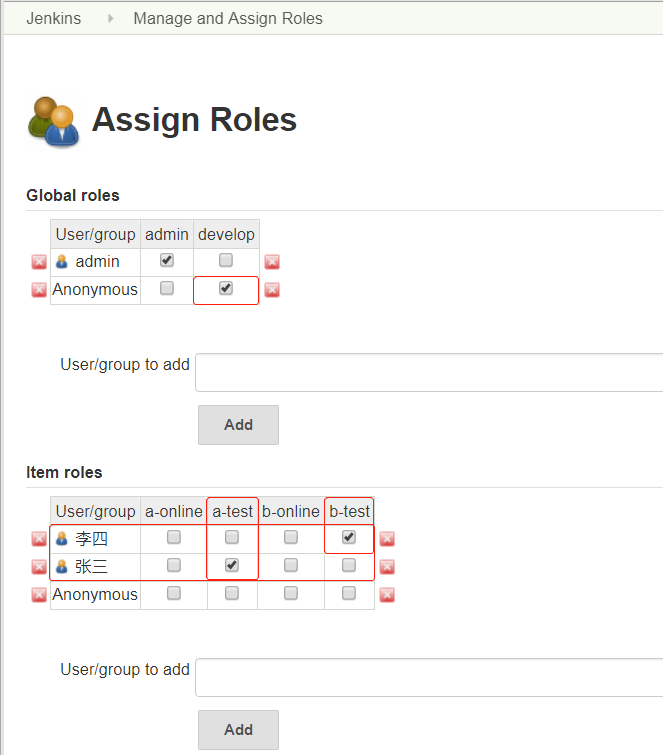 Jenkins Manage and Assign Roles
Assign Roles
Global roles
User/group admin develop
admin
Anonymous
User/group to add
Add
Item roles
User/group a-online a-test b-online b-test
李四
张三
Anonymous
User/group to add
Add